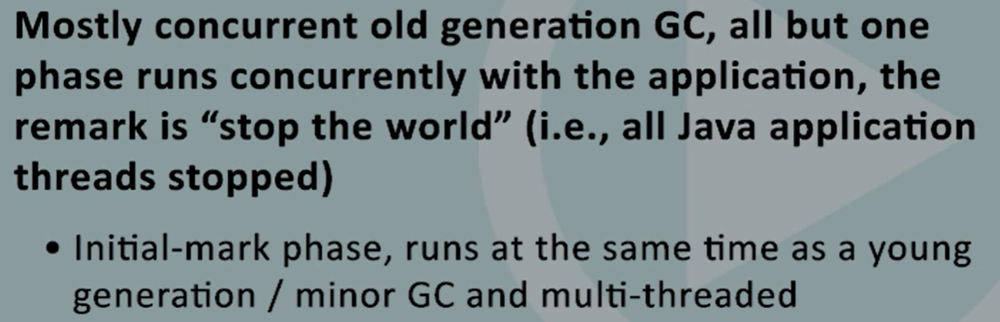 Mostly concurrent old generation GC, all but one
phase runs concurrently with the application, the
remark is “stop the world” (i.e., all Java application
threads stopped)
• Initial-mark phase, runs at the same time as a young
generation / minor GC and multi-threaded